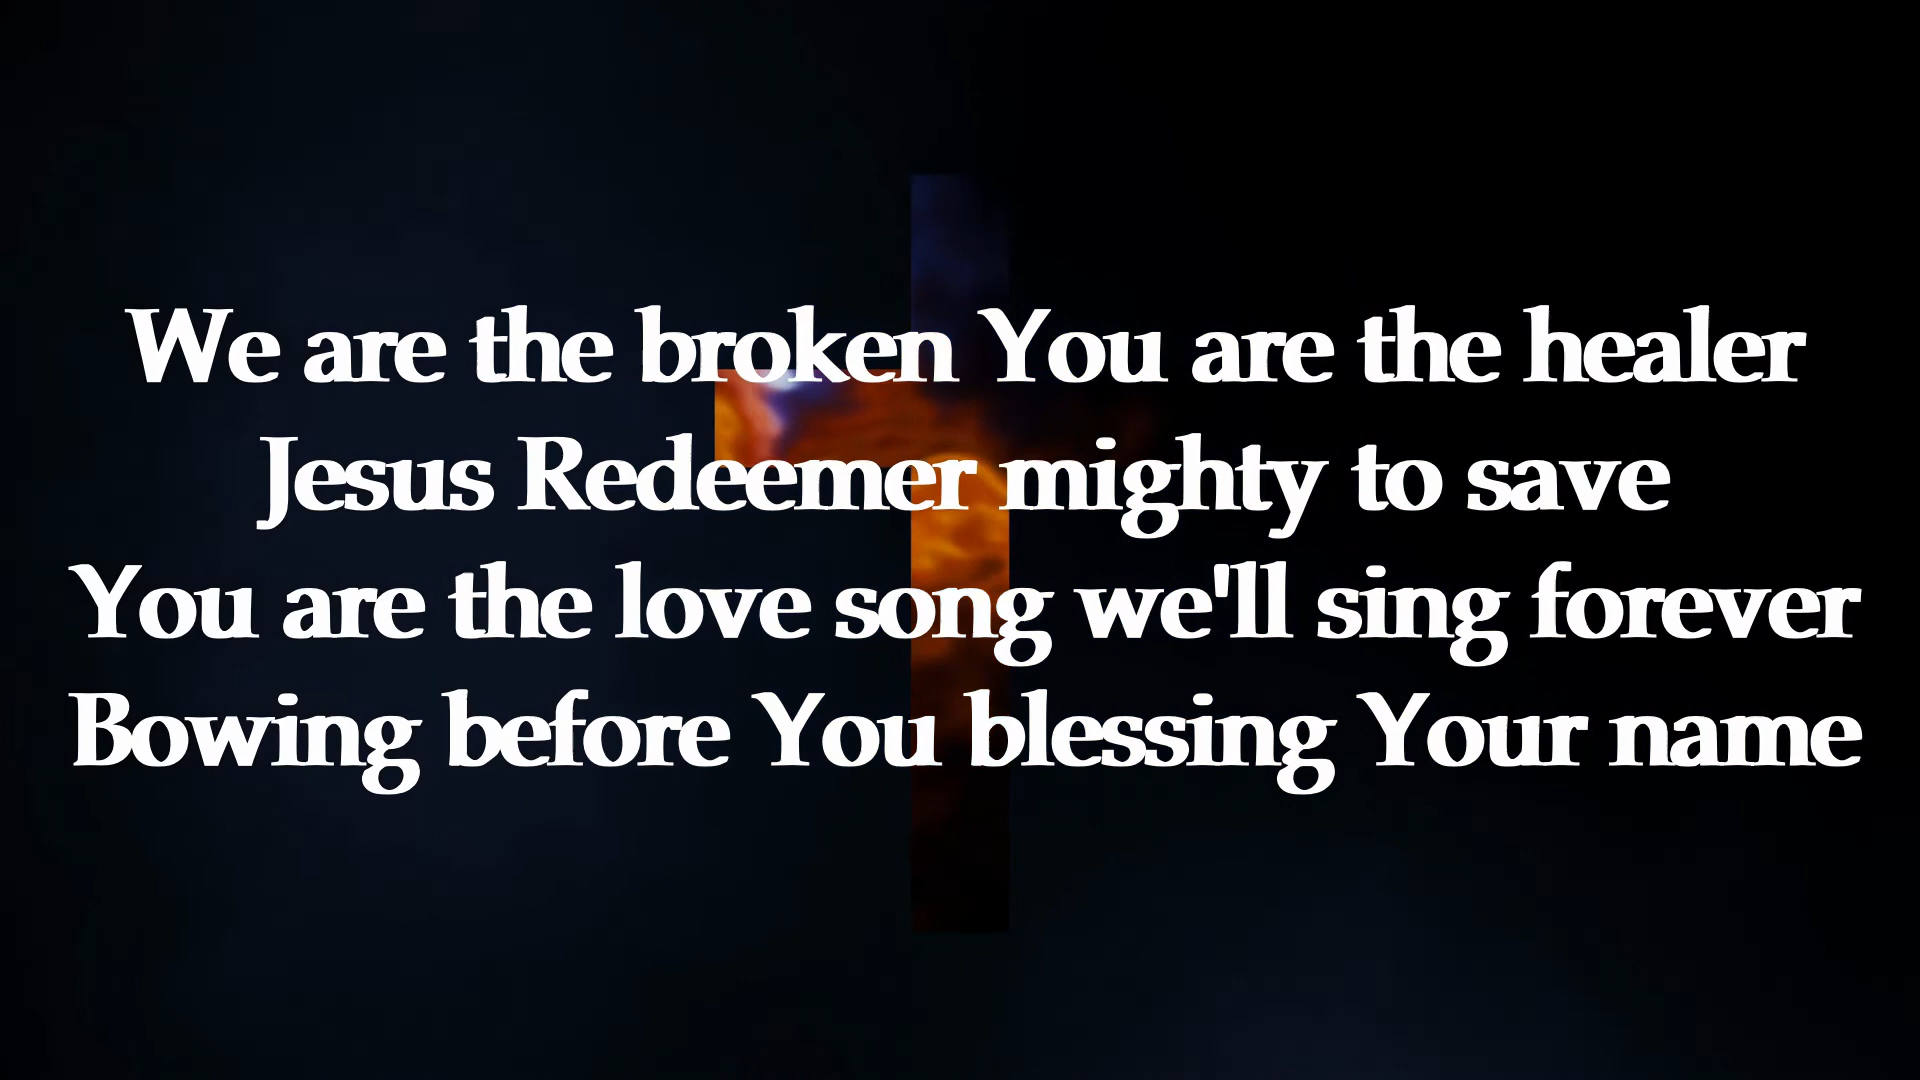 We are the broken You are the healer
Jesus Redeemer mighty to save
You are the love song we'll sing forever
Bowing before You blessing Your name